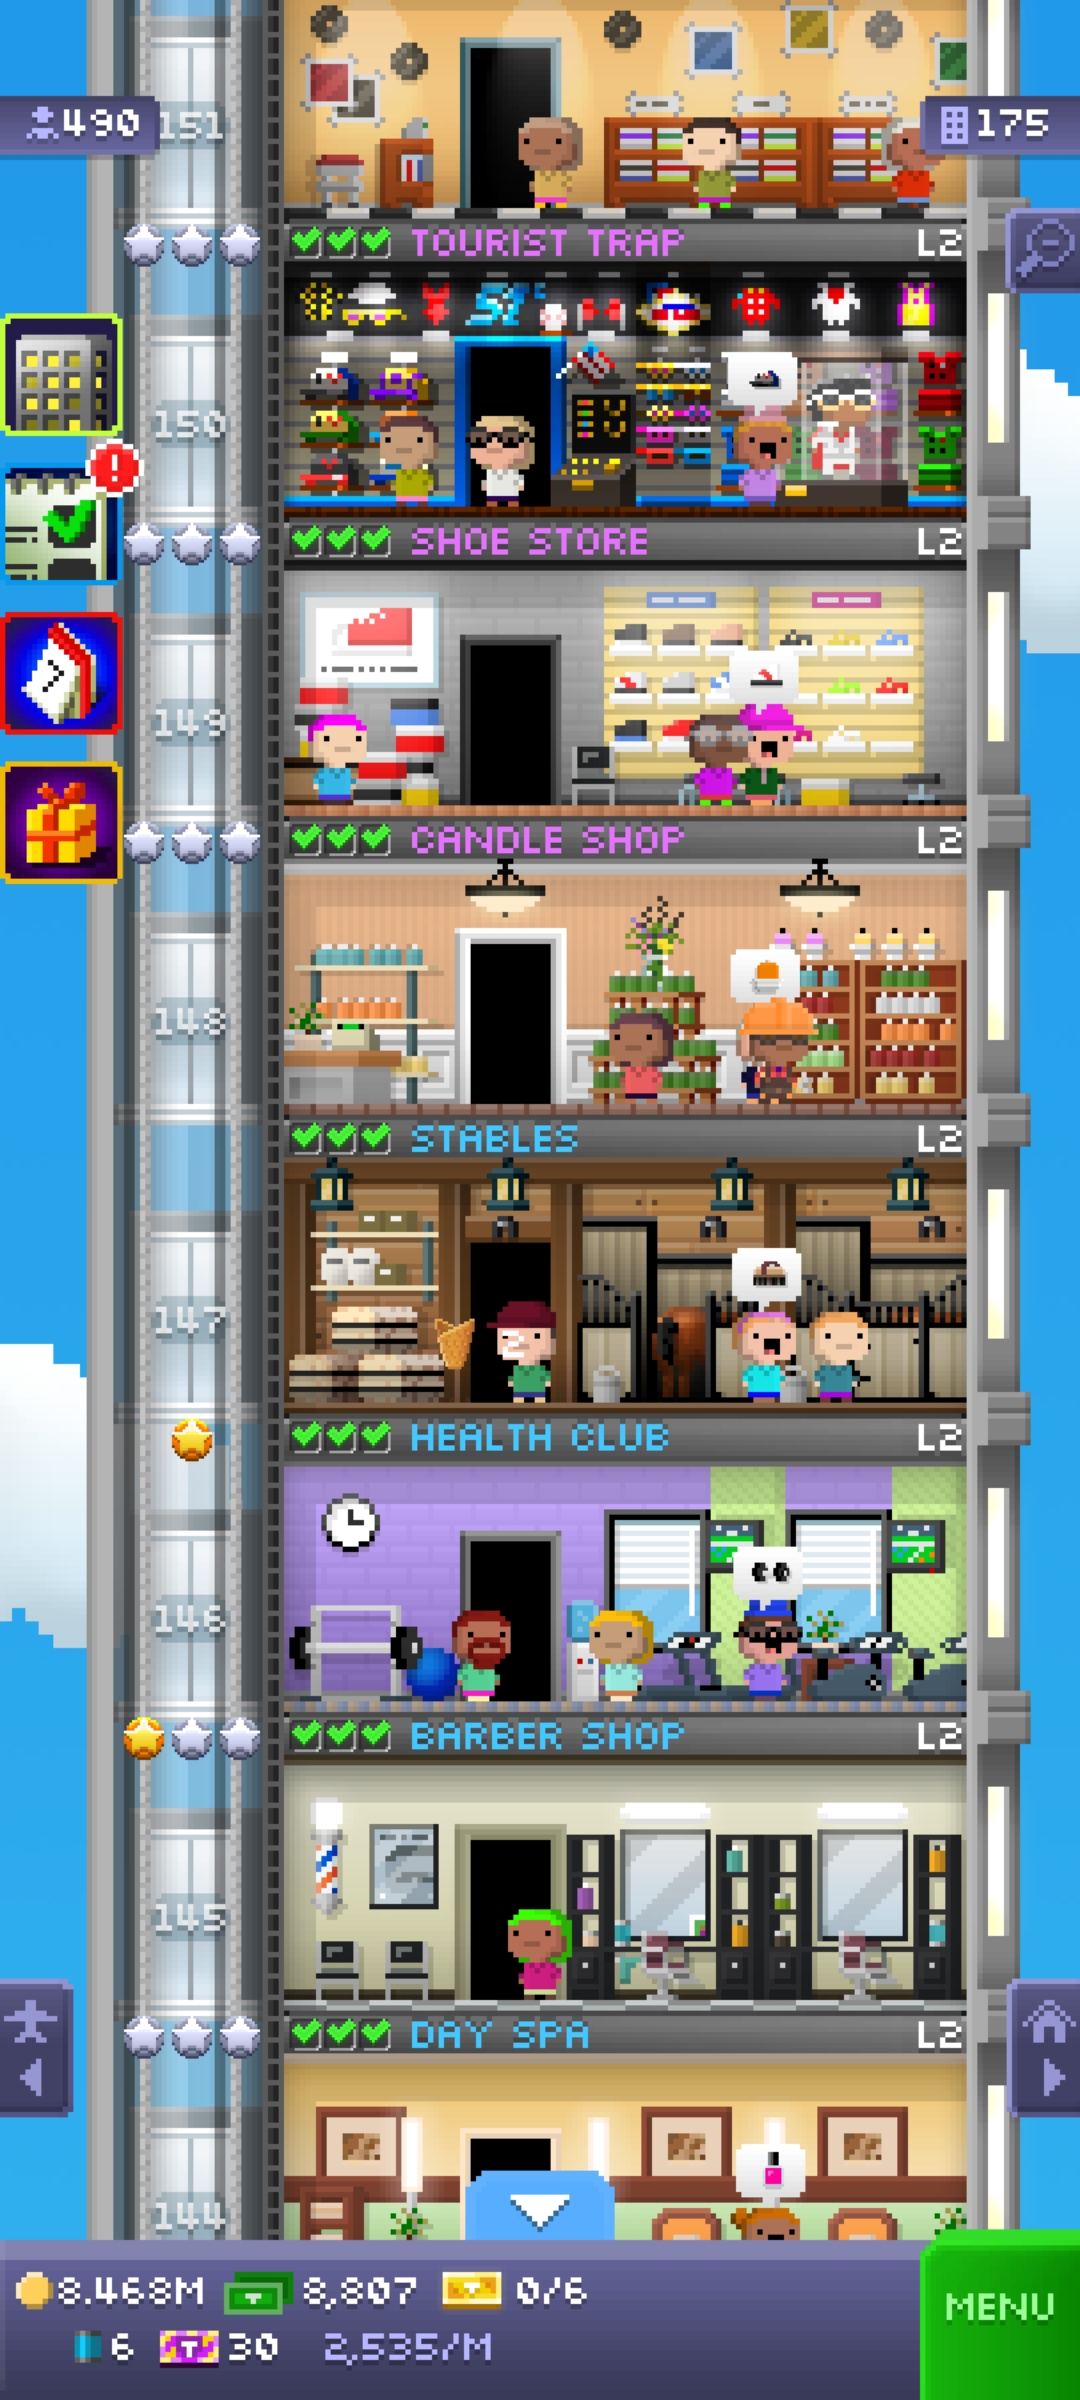 490
151
175
TOURIST TRAP L2
150
SHOE STORE L2
7
149
CANDLE SHOP L2
148
STABLES L2
147
HEALTH CLUB L2
146
BARBER SHOP L2
145
DAY SPA L2
144
8.468M 8,807 0/6
MENU
6 T 30 2,535/M